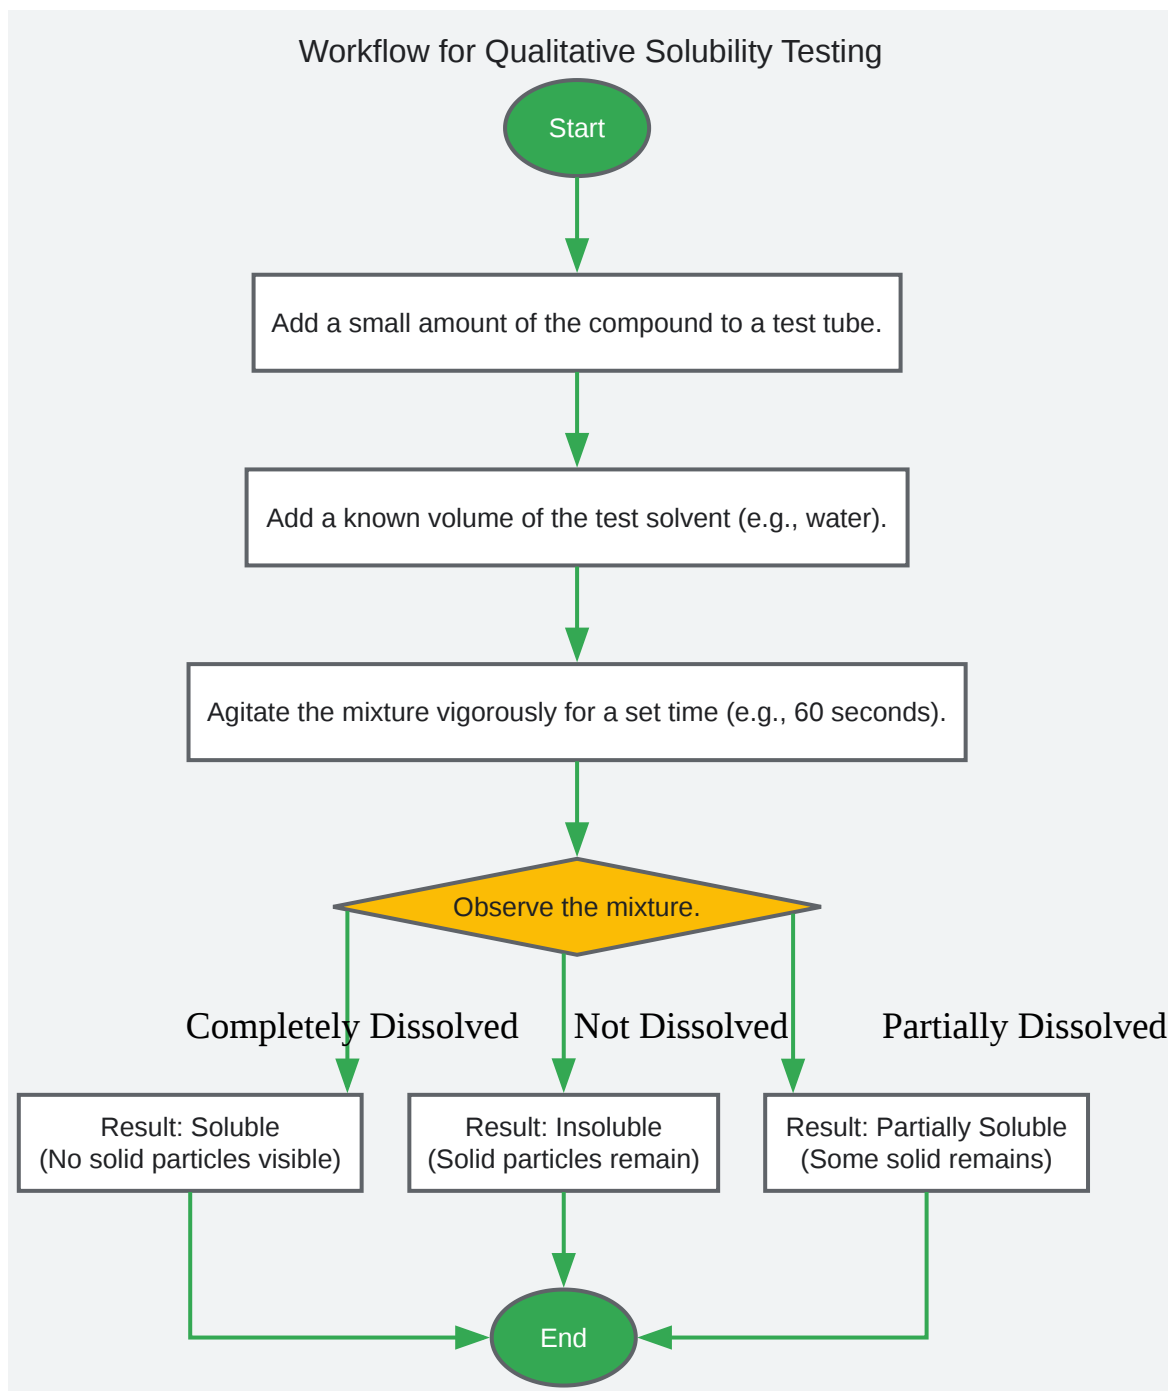 Workflow for Qualitative Solubility Testing
Start
Add a small amount of the compound to a test tube.
Add a known volume of the test solvent (e.g., water).
Agitate the mixture vigorously for a set time (e.g., 60 seconds).
Observe the mixture.
Completely Dissolved
Not Dissolved
Partially Dissolved
Result: Soluble
(No solid particles visible)
Result: Insoluble
(Solid particles remain)
Result: Partially Soluble
(Some solid remains)
End